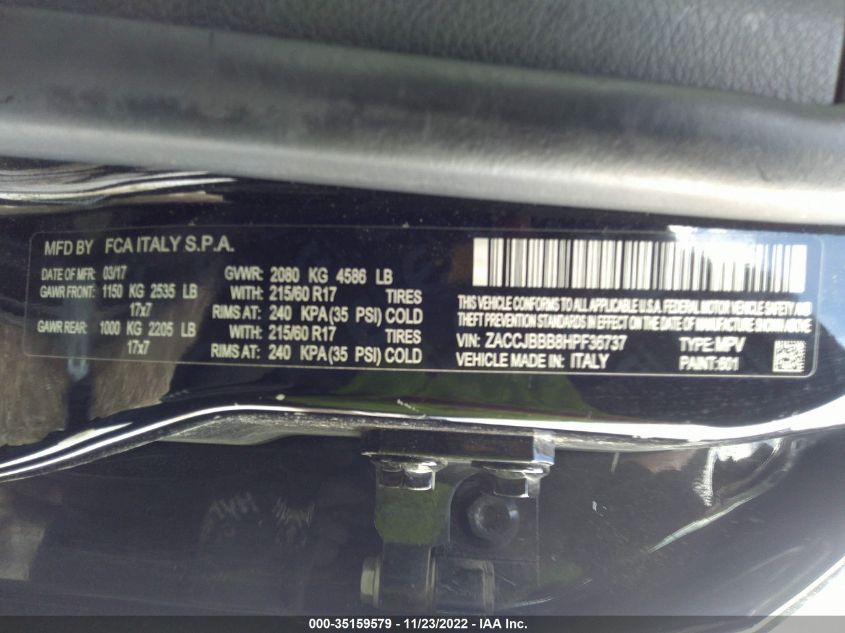 MFD BY FCA ITALY S.P.A.
DATE OF MFR: 03/17 GVWR: 2080 KG 4586 LB
GAWR FRONT: 1150 KG 2535 LB WITH: 215/60 R17 TIRES
17x7 RIMS AT: 240 KPA(35 PSI) COLD
GAWR REAR: 1000 KG 2205 LB WITH: 215/60 R17 TIRES
17x7 RIMS AT: 240 KPA(35 PSI) COLD
THIS VEHICLE CONFORMS TO ALL APPLICABLE U.S.A. FEDERAL MOTOR VEHICLE SAFETY,
BUMPER AND THEFT PREVENTION STANDARDS IN EFFECT ON THE DATE OF MFR. SHOWN ABOVE.
VIN: ZACCJBBB8HPF36737 TYPE: MPV
VEHICLE MADE IN: ITALY PAINT: 601
000-35159579 - 11/23/2022 - IAA Inc.